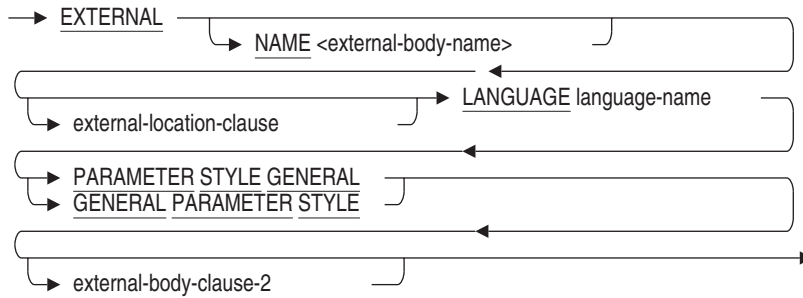 EXTERNAL
NAME <external-body-name>
LANGUAGE language-name
external-location-clause
PARAMETER STYLE GENERAL
GENERAL PARAMETER STYLE
external-body-clause-2